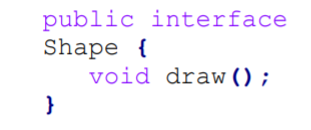 public interface
Shape {
   void draw();
}